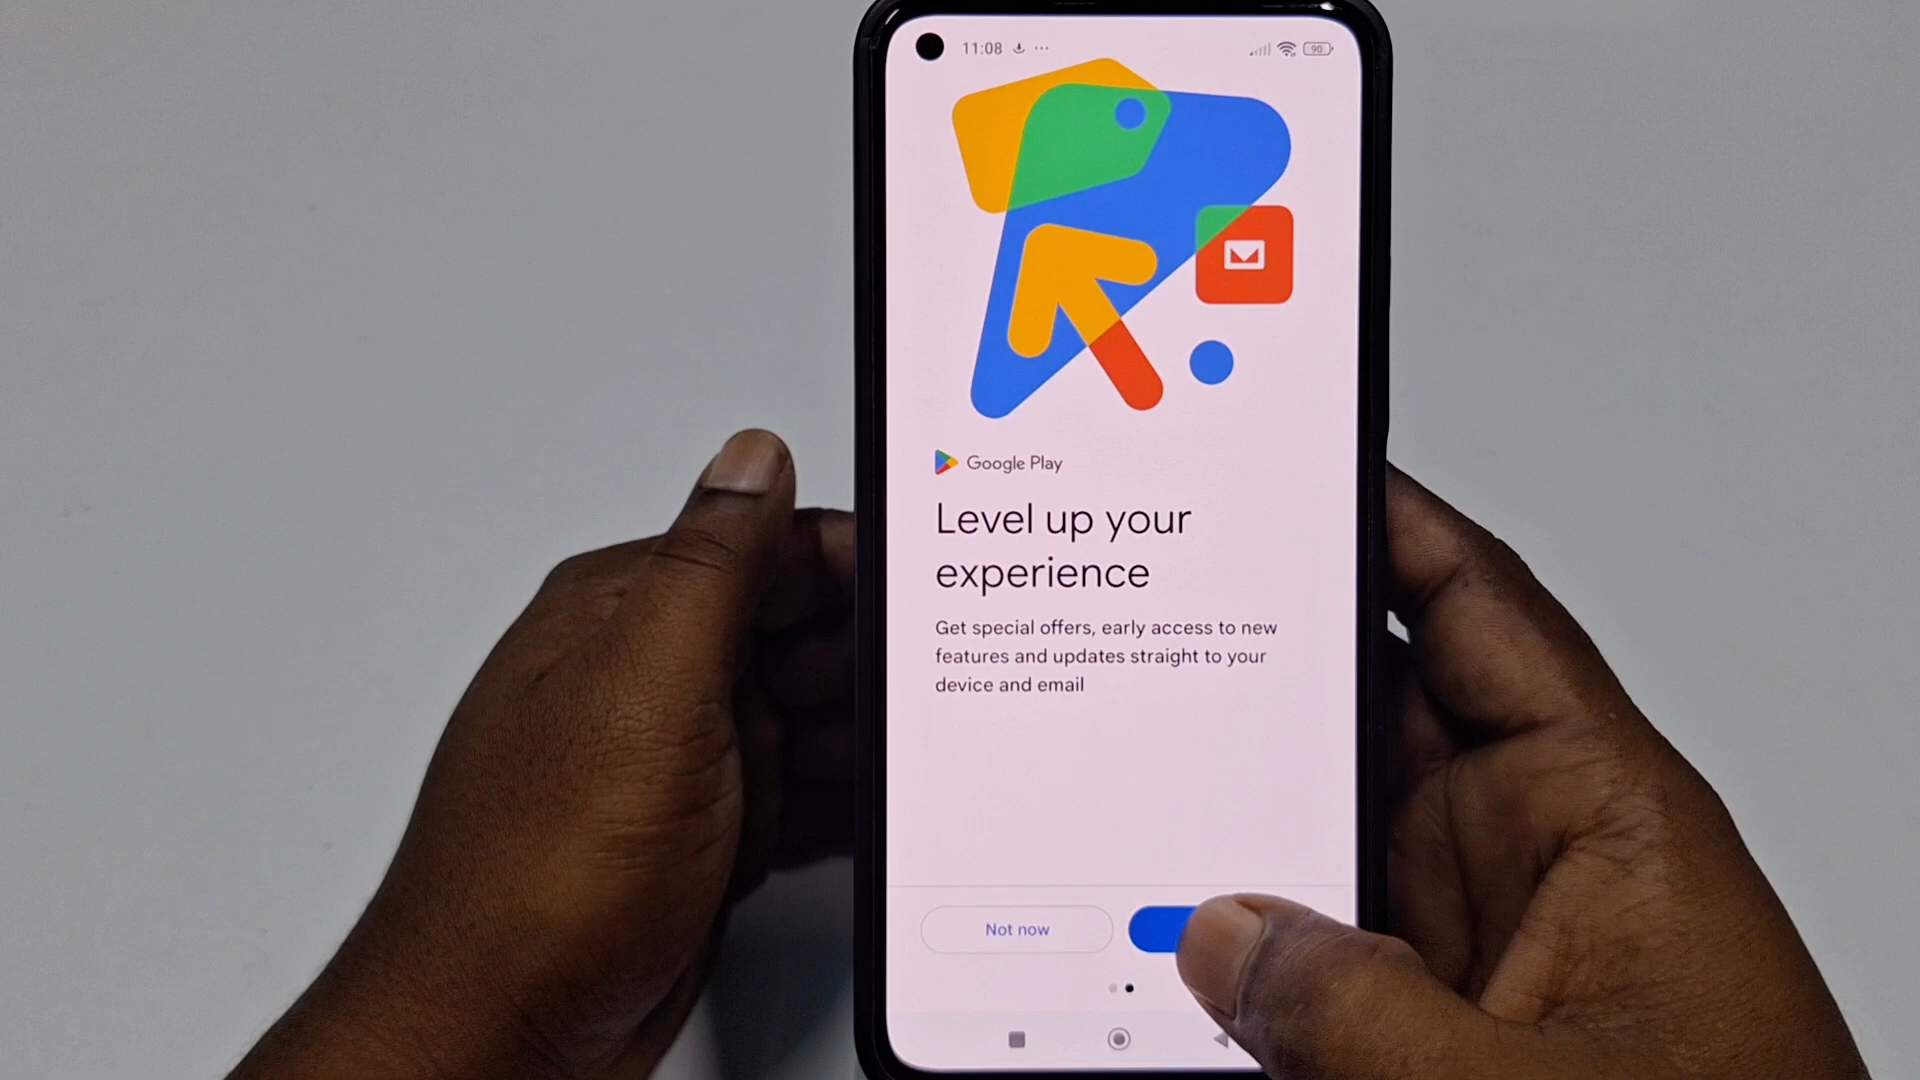 11:08
90
Google Play
Level up your
experience
Get special offers, early access to new
features and updates straight to your
device and email
Not now